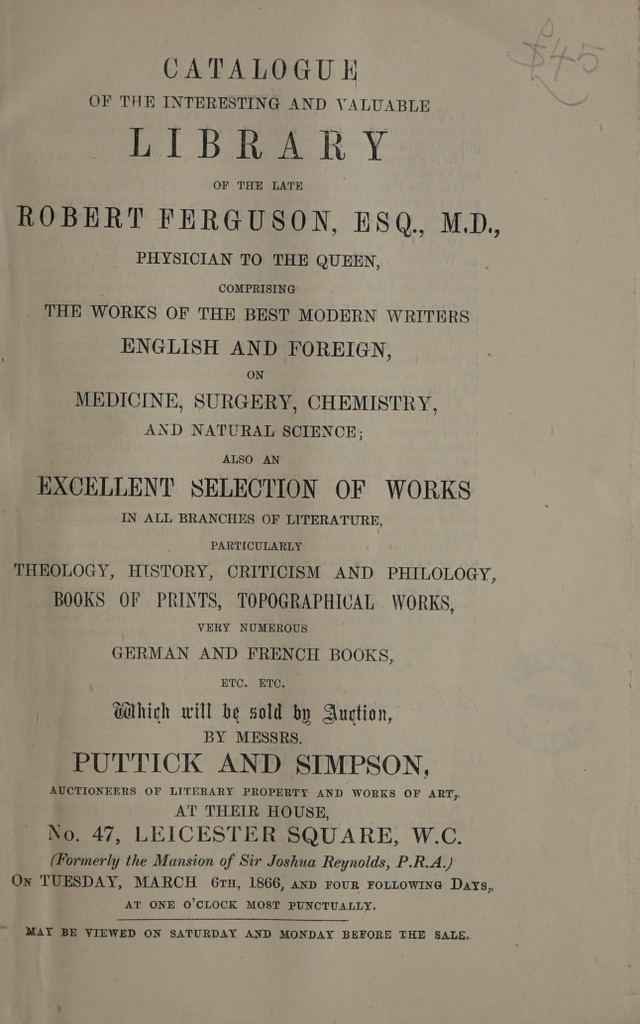 $45
CATALOGUE
OF THE INTERESTING AND VALUABLE
LIBRARY
OF THE LATE
ROBERT FERGUSON, ESQ., M.D.,
PHYSICIAN TO THE QUEEN,
COMPRISING
THE WORKS OF THE BEST MODERN WRITERS
ENGLISH AND FOREIGN,
ON
MEDICINE, SURGERY, CHEMISTRY,
AND NATURAL SCIENCE;
ALSO AN
EXCELLENT SELECTION OF WORKS
IN ALL BRANCHES OF LITERATURE,
PARTICULARLY
THEOLOGY, HISTORY, CRITICISM AND PHILOLOGY,
BOOKS OF PRINTS, TOPOGRAPHICAL WORKS,
VERY NUMEROUS
GERMAN AND FRENCH BOOKS,
ETC. ETC.
Which will be sold by Auction,
BY MESSRS.
PUTTICK AND SIMPSON,
AUCTIONEERS OF LITERARY PROPERTY AND WORKS OF ART,
AT THEIR HOUSE,
No. 47, LEICESTER SQUARE, W.C.
(Formerly the Mansion of Sir Joshua Reynolds, P.R.A.)
ON TUESDAY, MARCH 6TH, 1866, AND FOUR FOLLOWING DAYS,
AT ONE O'CLOCK MOST PUNCTUALLY.
MAY BE VIEWED ON SATURDAY AND MONDAY BEFORE THE SALE.